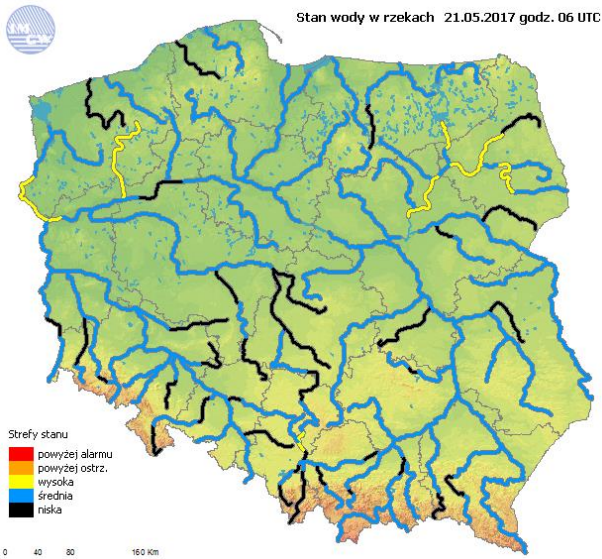 Stan wody w rzekach 21.05.2017 godz. 06 UTC
IMGW
Strefy stanu
powyżej alarmu
powyżej ostrz.
wysoka
średnia
niska
0 40 80 160 Km